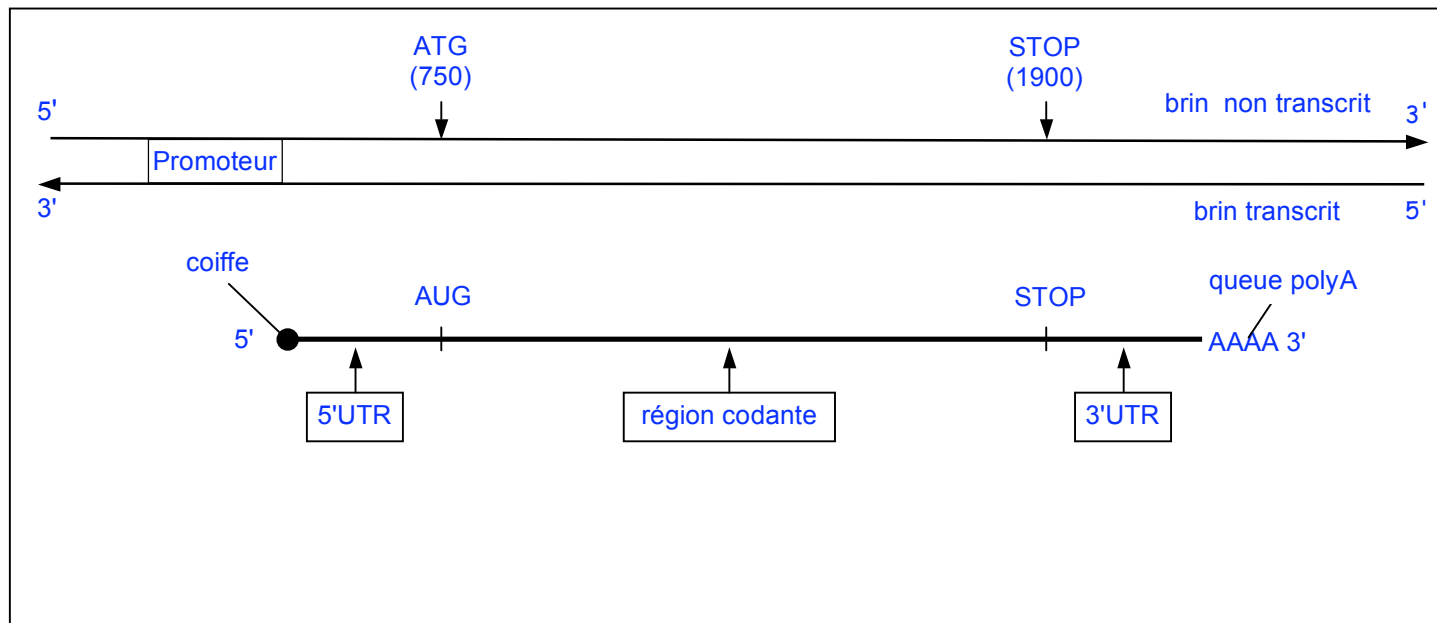 ATG
(750)
STOP
(1900)
5'
brin non transcrit
3'
Promoteur
3'
brin transcrit
5'
coiffe
AUG
STOP
queue polyA
5'
AAAA 3'
5'UTR
région codante
3'UTR